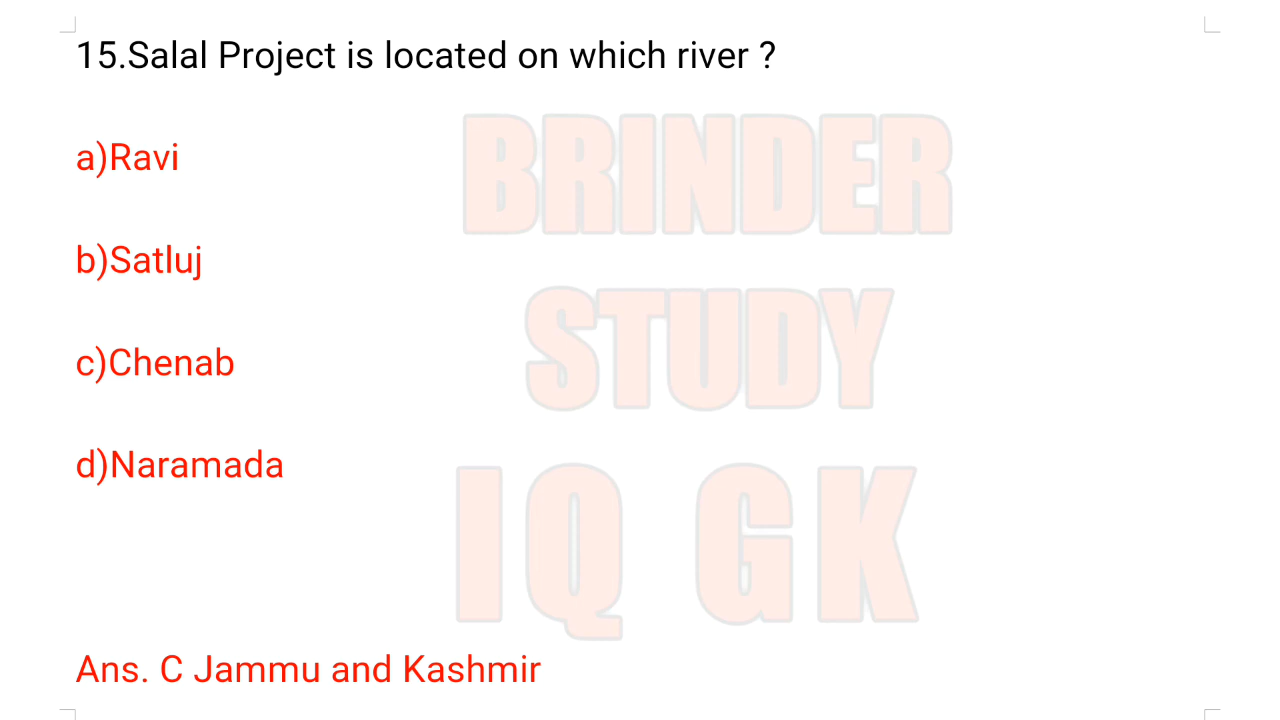 15.Salal Project is located on which river ?
BRINDER
a)Ravi
b)Satluj
STUDY
c)Chenab
d)Naramada
IQ GK
Ans. C Jammu and Kashmir